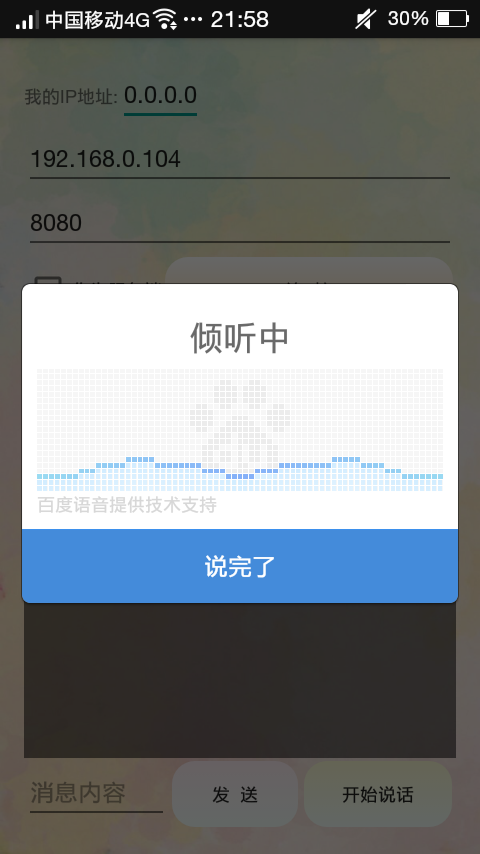 中国移动4G ··· 21:58 30%
我的IP地址: 0.0.0.0
192.168.0.104
8080
倾听中
百度语音提供技术支持
说完了
消息内容 发 送 开始说话